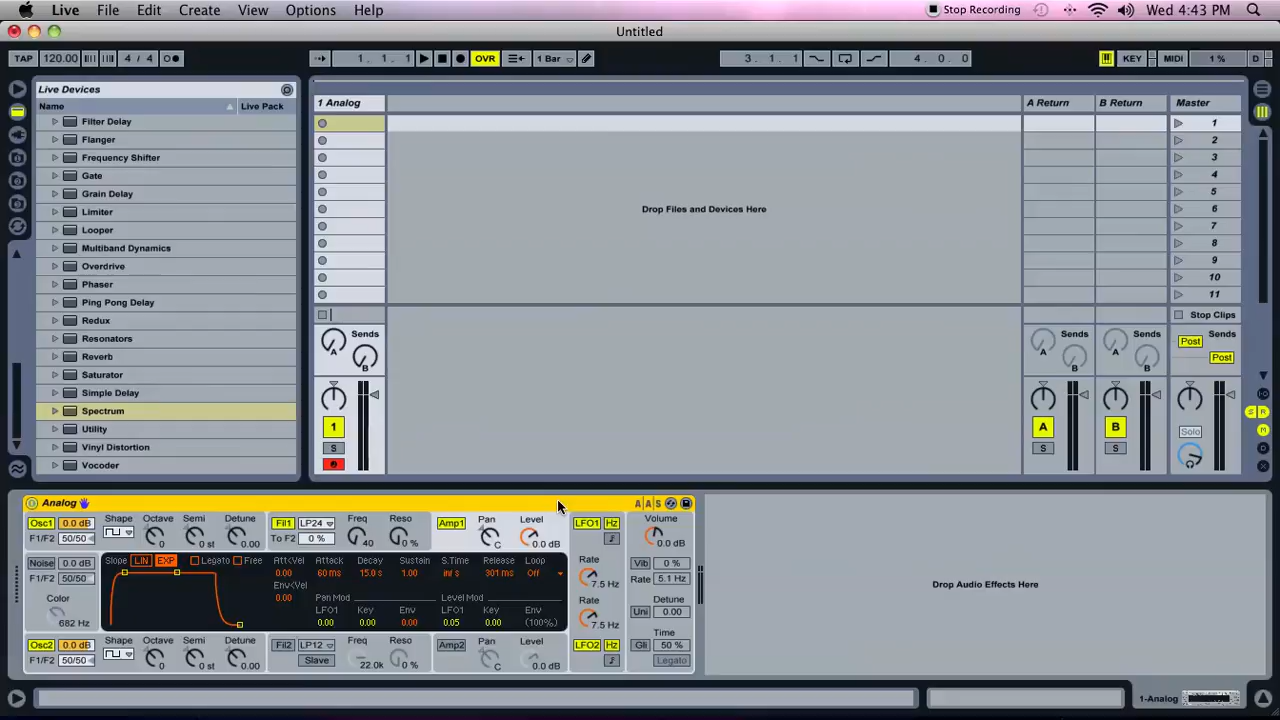 Live File Edit Create View Options Help Stop Recording Wed 4:43 PM
Untitled
TAP 120.00 4 / 4 1. 1. 1 OVR 1 Bar 3. 1. 1 4. 0. 0 KEY MIDI 1 % D
Live Devices
Name Live Pack
Filter Delay
Flanger
Frequency Shifter
Gate
Grain Delay
Limiter
Looper
Multiband Dynamics
Overdrive
Phaser
Ping Pong Delay
Redux
Resonators
Reverb
Saturator
Simple Delay
Spectrum
Utility
Vinyl Distortion
Vocoder
1 Analog A Return B Return Master
1
2
3
4
5
6
7
8
9
10
11
Drop Files and Devices Here
Stop Clips
Sends Sends Sends Sends
A B A B A B Post Post
1 A B Solo
S S S
Analog
Osc1 0.0 dB Shape Octave Semi Detune Fil1 LP24 Freq Reso Amp1 Pan Level LFO1 Hz Volume
F1/F2 50/50 0 0 st 0.00 To F2 0 % 40 0 % C 0.0 dB 0.0 dB
Noise 0.0 dB Slope LIN EXP Legato Free Att<Vel Attack Decay Sustain S.Time Release Loop Rate Vib 0 %
F1/F2 50/50 0.00 60 ms 15.0 s 1.00 inf s 301 ms Off 7.5 Hz Rate 5.1 Hz
Env<Vel Detune
Color 0.00 Pan Mod Level Mod Rate Uni 0.00
682 Hz LFO1 Key Env LFO1 Key Env 7.5 Hz
0.00 0.00 0.00 0.05 0.00 (100%) Time
Osc2 0.0 dB Shape Octave Semi Detune Fil2 LP12 Freq Reso Amp2 Pan Level LFO2 Hz Gli 50 %
F1/F2 50/50 0 0 st 0.00 Slave 22.0k 0 % C 0.0 dB Legato
Drop Audio Effects Here
1-Analog